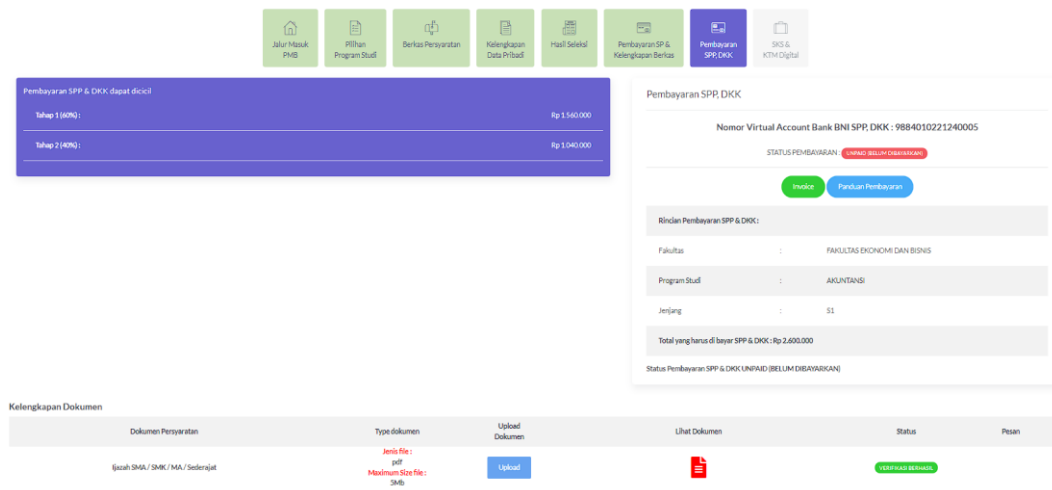 Jalur Masuk
PMB
Pilihan
Program Studi
Berkas Persyaratan
Kelengkapan
Data Pribadi
Hasil Seleksi
Pembayaran SP &
Kelengkapan Berkas
Pembayaran
SPP, DKK
SKS &
KTM Digital
Pembayaran SPP & DKK dapat dicicil
Tahap 1 (60%) : Rp 1.560.000
Tahap 2 (40%) : Rp 1.040.000
Pembayaran SPP, DKK
Nomor Virtual Account Bank BNI SPP, DKK : 9884010221240005
STATUS PEMBAYARAN : UNPAID (BELUM DIBAYARKAN)
Invoice Panduan Pembayaran
Rincian Pembayaran SPP & DKK :
Fakultas : FAKULTAS EKONOMI DAN BISNIS
Program Studi : AKUNTANSI
Jenjang : S1
Total yang harus di bayar SPP & DKK : Rp 2.600.000
Status Pembayaran SPP & DKK UNPAID (BELUM DIBAYARKAN)
Kelengkapan Dokumen
Dokumen Persyaratan Type dokumen Upload Dokumen Lihat Dokumen Status Pesan
Ijazah SMA / SMK / MA / Sederajat
Jenis file :
pdf
Maximum Size file :
5Mb
Upload
VERIFIKASI BERHASIL